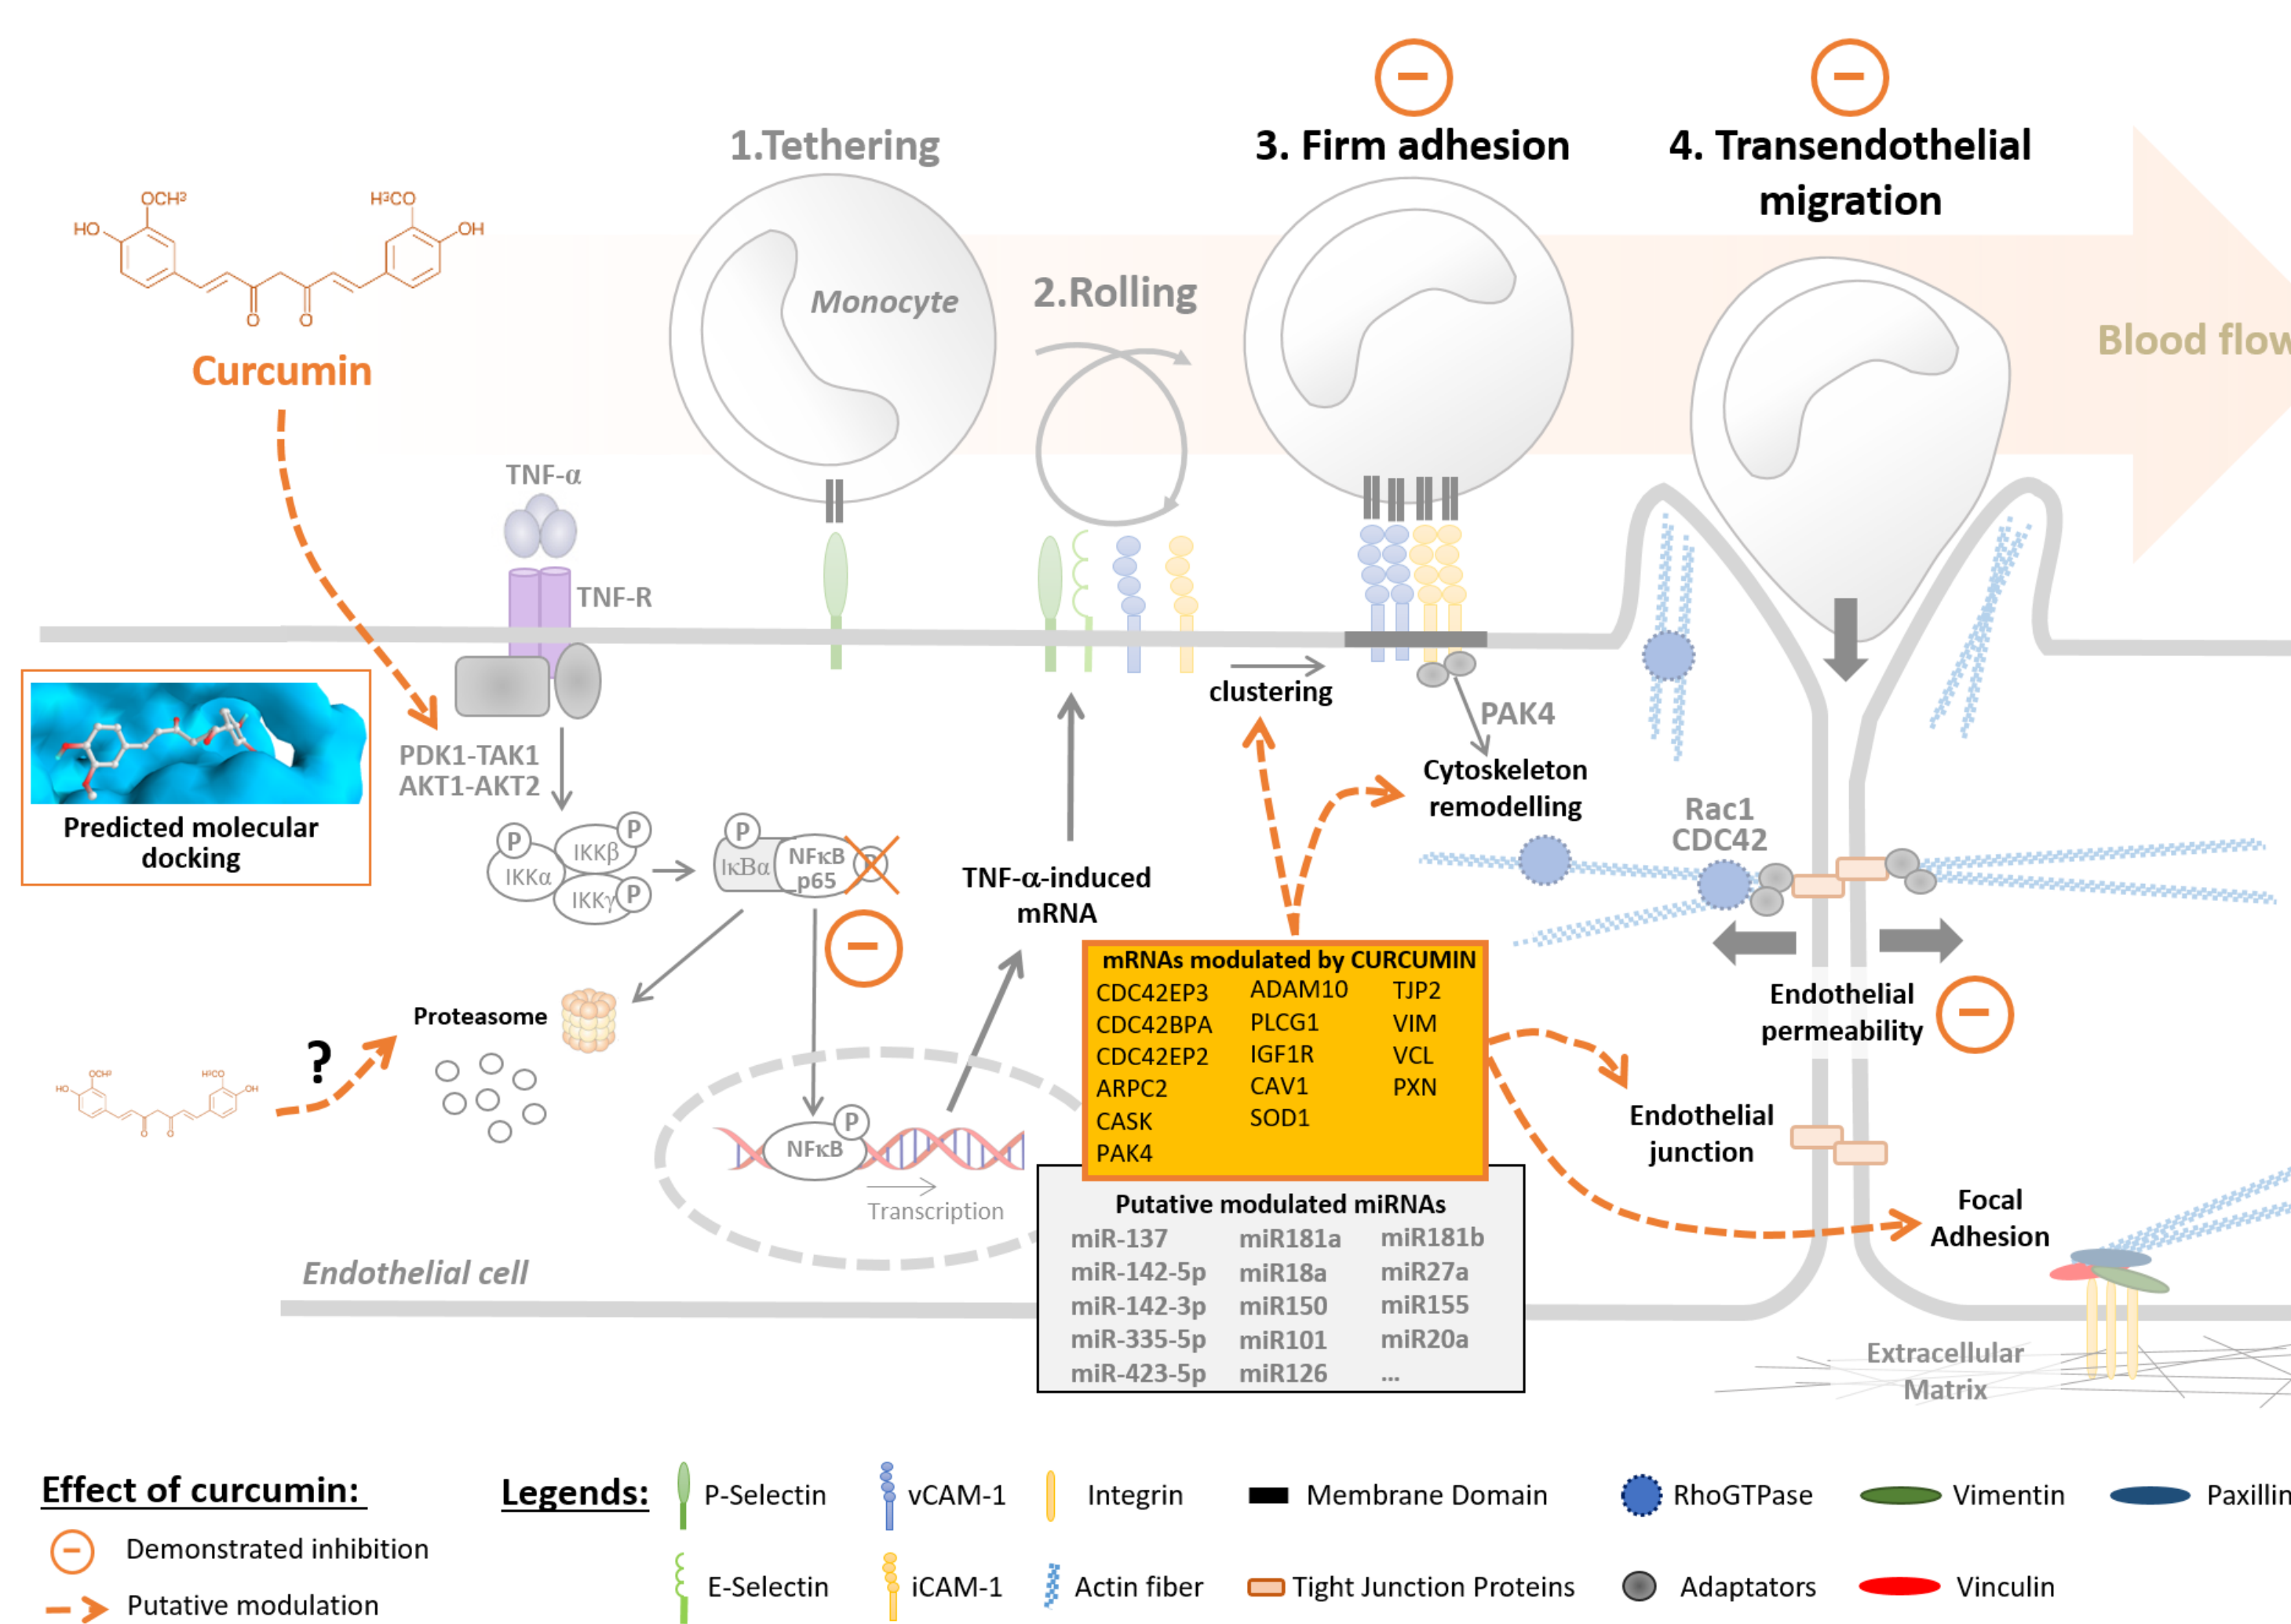 3. Firm adhesion
4. Transendothelial
migration
1.Tethering
OCH³
H³CO
HO
OH
O
O
Curcumin
Monocyte
2.Rolling
Blood flow
TNF-α
TNF-R
PDK1-TAK1
AKT1-AKT2
Predicted molecular
docking
clustering
PAK4
Cytoskeleton
remodelling
Rac1
CDC42
P
IKKα
IKKβ
P
IKKγ
P
P
IκBα
NFκB
p65
P
TNF-α-induced
mRNA
Proteasome
?
OCH³
H³CO
HO
OH
O
O
NFκB
P
Transcription
Endothelial cell
mRNAs modulated by CURCUMIN
CDC42EP3 ADAM10 TJP2
CDC42BPA PLCG1 VIM
CDC42EP2 IGF1R VCL
ARPC2 CAV1 PXN
CASK SOD1
PAK4
Putative modulated miRNAs
miR-137 miR181a miR181b
miR-142-5p miR18a miR27a
miR-142-3p miR150 miR155
miR-335-5p miR101 miR20a
miR-423-5p miR126 ...
Endothelial
permeability
Endothelial
junction
Focal
Adhesion
Extracellular
Matrix
Effect of curcumin:
Demonstrated inhibition
Putative modulation
Legends:
P-Selectin vCAM-1 Integrin Membrane Domain RhoGTPase Vimentin Paxillin
E-Selectin iCAM-1 Actin fiber Tight Junction Proteins Adaptators Vinculin